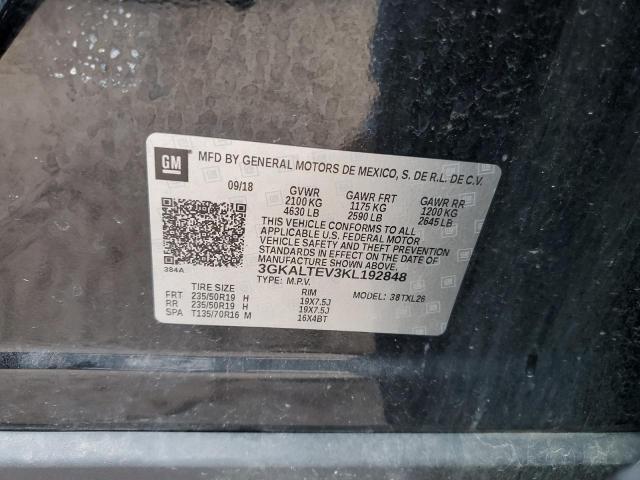 GM
MFD BY GENERAL MOTORS DE MEXICO, S. DE R.L. DE C.V.
09/18 GVWR GAWR FRT GAWR RR
2100 KG 1175 KG 1200 KG
4630 LB 2590 LB 2645 LB
THIS VEHICLE CONFORMS TO ALL
APPLICABLE U.S. FEDERAL MOTOR
VEHICLE SAFETY AND THEFT PREVENTION
STANDARDS IN EFFECT ON THE DATE OF
MANUFACTURE SHOWN ABOVE.
384A
3GKALTEV3KL192848
TYPE: M.P.V. MODEL: 38TXL26
TIRE SIZE RIM
FRT 235/50R19 H 19X7.5J
RR 235/50R19 H 19X7.5J
SPA T135/70R16 M 16X4BT